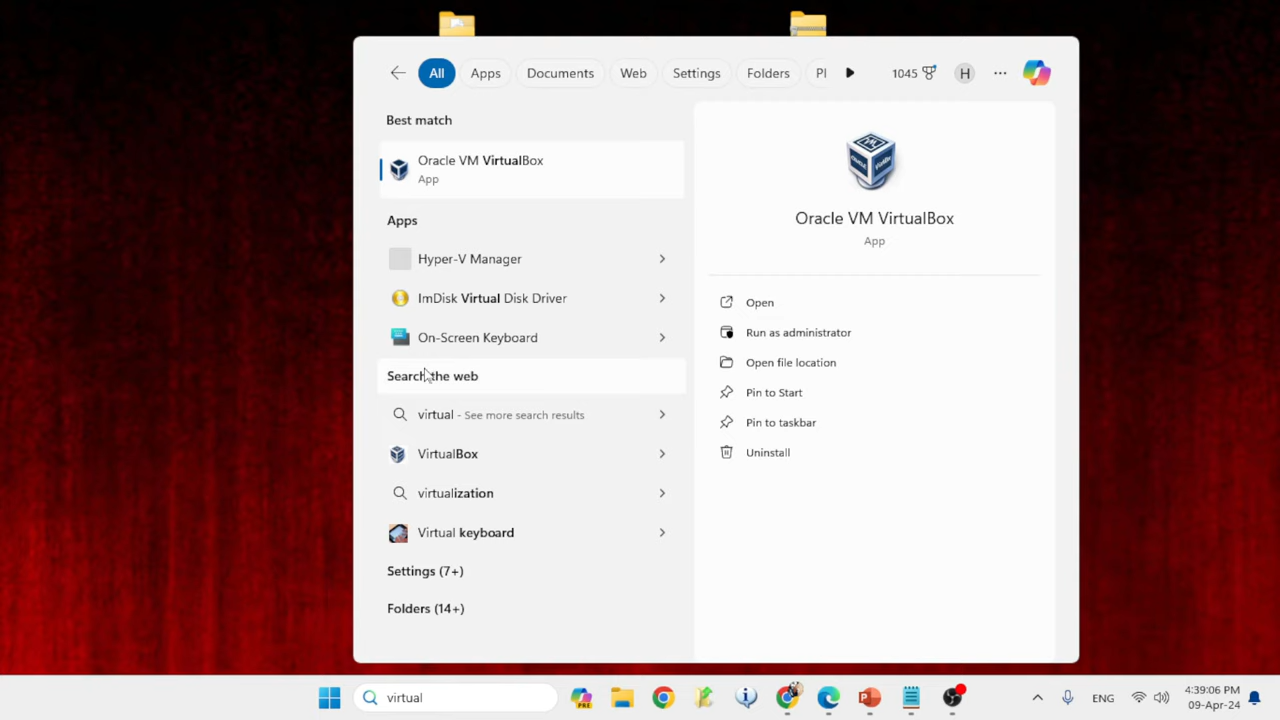 All
Apps
Documents
Web
Settings
Folders
Pl
1045
H
Best match
Oracle VM VirtualBox
App
Apps
Hyper-V Manager
ImDisk Virtual Disk Driver
On-Screen Keyboard
Search the web
virtual - See more search results
VirtualBox
virtualization
Virtual keyboard
Settings (7+)
Folders (14+)
Oracle VM VirtualBox
App
Open
Run as administrator
Open file location
Pin to Start
Pin to taskbar
Uninstall
virtual
PRE
ENG
4:39:06 PM
09-Apr-24